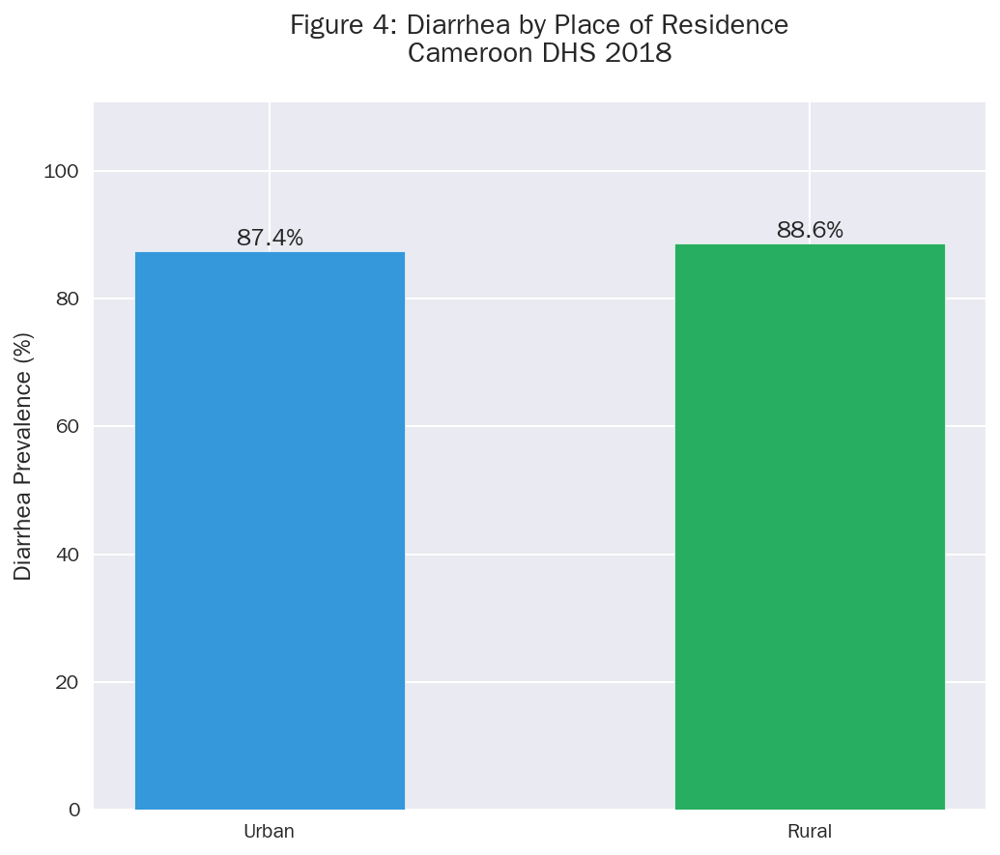 Figure 4: Diarrhea by Place of Residence
Cameroon DHS 2018
Diarrhea Prevalence (%)
100
80
60
40
20
0
87.4%
88.6%
Urban
Rural